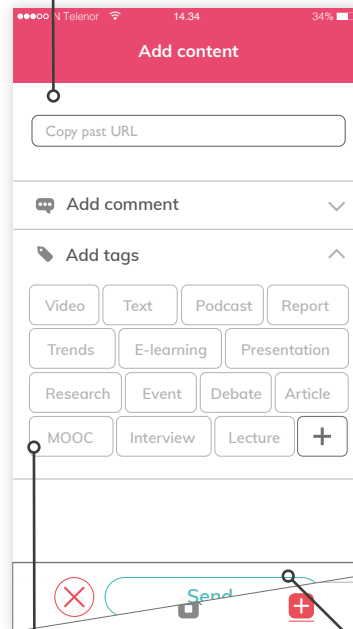 N Telenor 14.34 34%
Add content
Copy past URL
Add comment
Add tags
Video Text Podcast Report
Trends E-learning Presentation
Research Event Debate Article
MOOC Interview Lecture +
Send